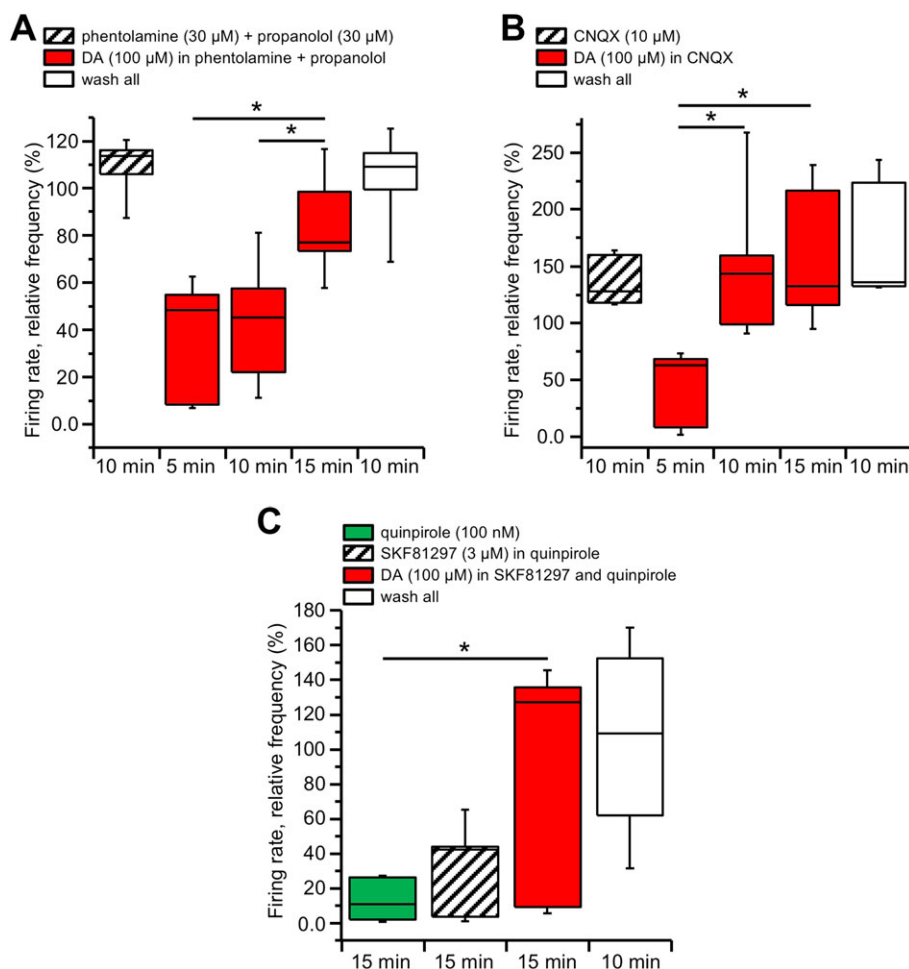 A
phentolamine (30 µM) + propanolol (30 µM)
DA (100 µM) in phentolamine + propanolol
wash all
Firing rate, relative frequency (%)
120
100
80
60
40
20
0.0
*
*
10 min 5 min 10 min 15 min 10 min
B
CNQX (10 µM)
DA (100 µM) in CNQX
wash all
Firing rate, relative frequency (%)
250
200
150
100
50
0.0
*
*
10 min 5 min 10 min 15 min 10 min
C
quinpirole (100 nM)
SKF81297 (3 µM) in quinpirole
DA (100 µM) in SKF81297 and quinpirole
wash all
Firing rate, relative frequency (%)
180
160
140
120
100
80
60
40
20
0.0
*
15 min 15 min 15 min 10 min